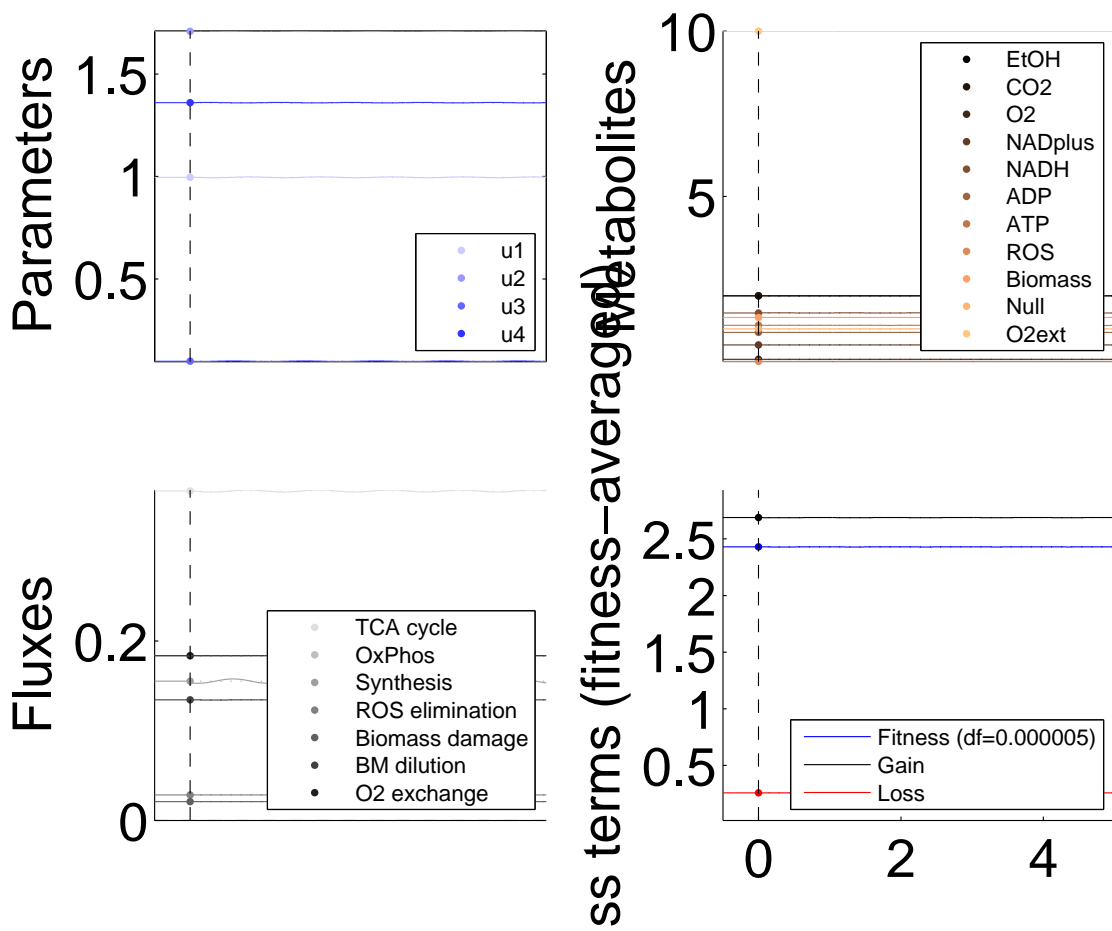 Parameters
1.5
1
0.5
u1
u2
u3
u4
Metabolites
10
5
EtOH
CO2
O2
NADplus
NADH
ADP
ATP
ROS
Biomass
Null
O2ext
Fluxes
0.2
0
TCA cycle
OxPhos
Synthesis
ROS elimination
Biomass damage
BM dilution
O2 exchange
ss terms (fitness−averaged)
2.5
2
1.5
1
0.5
Fitness (df=0.000005)
Gain
Loss
0
2
4